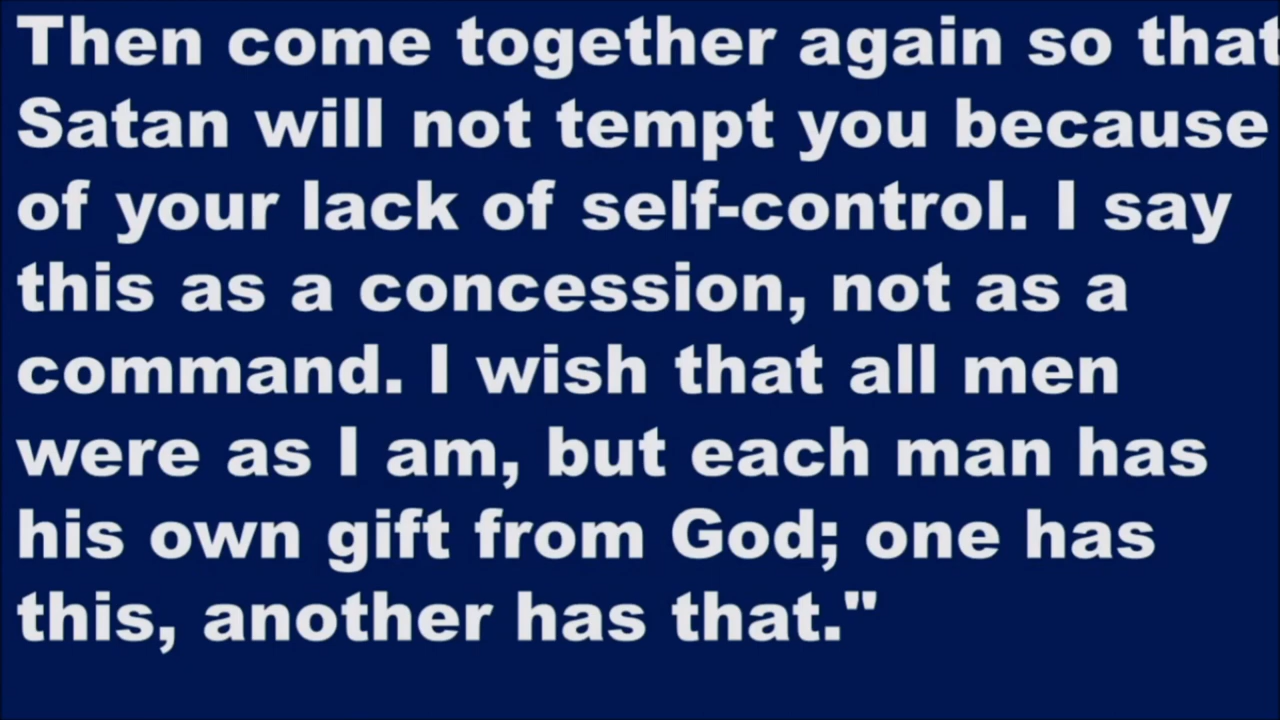 Then come together again so that
Satan will not tempt you because
of your lack of self-control. I say
this as a concession, not as a
command. I wish that all men
were as I am, but each man has
his own gift from God; one has
this, another has that."